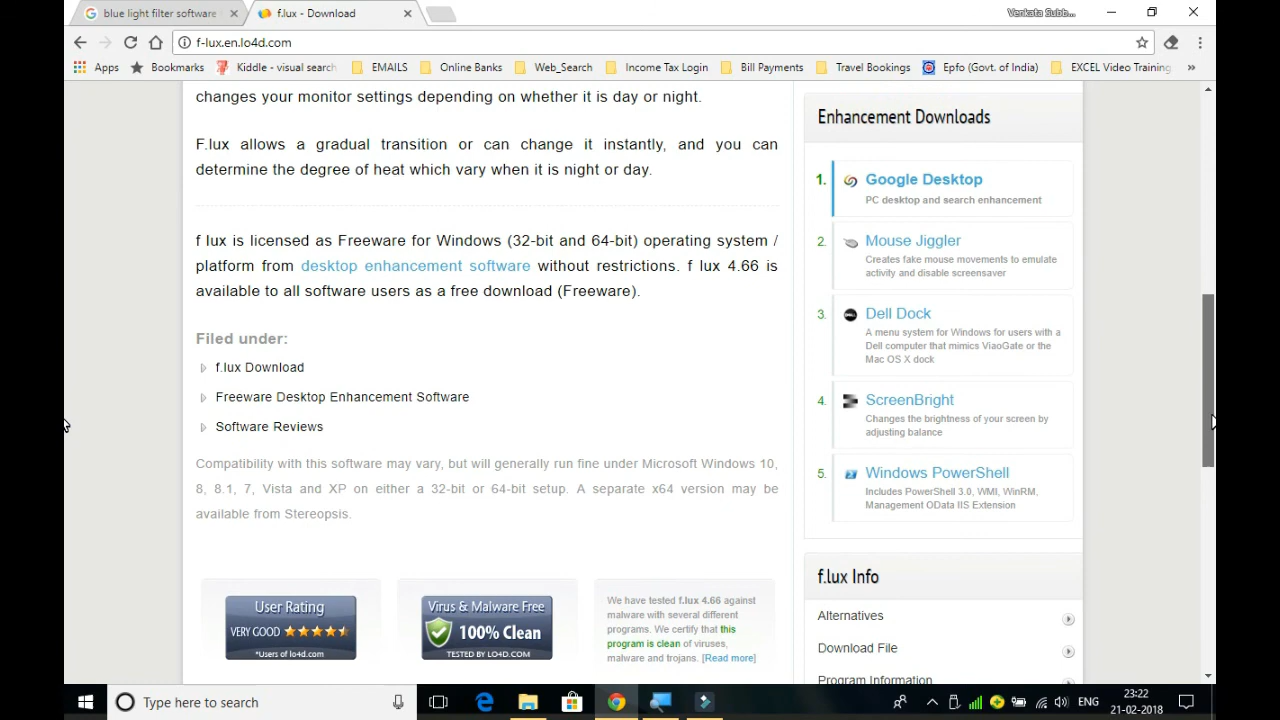 blue light filter software
f.lux - Download
Venkata Subb...
f-lux.en.lo4d.com
Apps
Bookmarks
Kiddle - visual search
EMAILS
Online Banks
Web_Search
Income Tax Login
Bill Payments
Travel Bookings
Epfo (Govt. of India)
EXCEL Video Training
»
changes your monitor settings depending on whether it is day or night.
F.lux allows a gradual transition or can change it instantly, and you can
determine the degree of heat which vary when it is night or day.
f lux is licensed as Freeware for Windows (32-bit and 64-bit) operating system /
platform from desktop enhancement software without restrictions. f lux 4.66 is
available to all software users as a free download (Freeware).
Filed under:
f.lux Download
Freeware Desktop Enhancement Software
Software Reviews
Compatibility with this software may vary, but will generally run fine under Microsoft Windows 10,
8, 8.1, 7, Vista and XP on either a 32-bit or 64-bit setup. A separate x64 version may be
available from Stereopsis.
User Rating
VERY GOOD
*Users of lo4d.com
Virus & Malware Free
100% Clean
TESTED BY LO4D.COM
We have tested f.lux 4.66 against
malware with several different
programs. We certify that this
program is clean of viruses,
malware and trojans. [Read more]
Enhancement Downloads
1. Google Desktop
PC desktop and search enhancement
2. Mouse Jiggler
Creates fake mouse movements to emulate
activity and disable screensaver
3. Dell Dock
A menu system for Windows for users with a
Dell computer that mimics ViaoGate or the
Mac OS X dock
4. ScreenBright
Changes the brightness of your screen by
adjusting balance
5. Windows PowerShell
Includes PowerShell 3.0, WMI, WinRM,
Management OData IIS Extension
f.lux Info
Alternatives
Download File
Program Information
Type here to search
ENG
23:22
21-02-2018